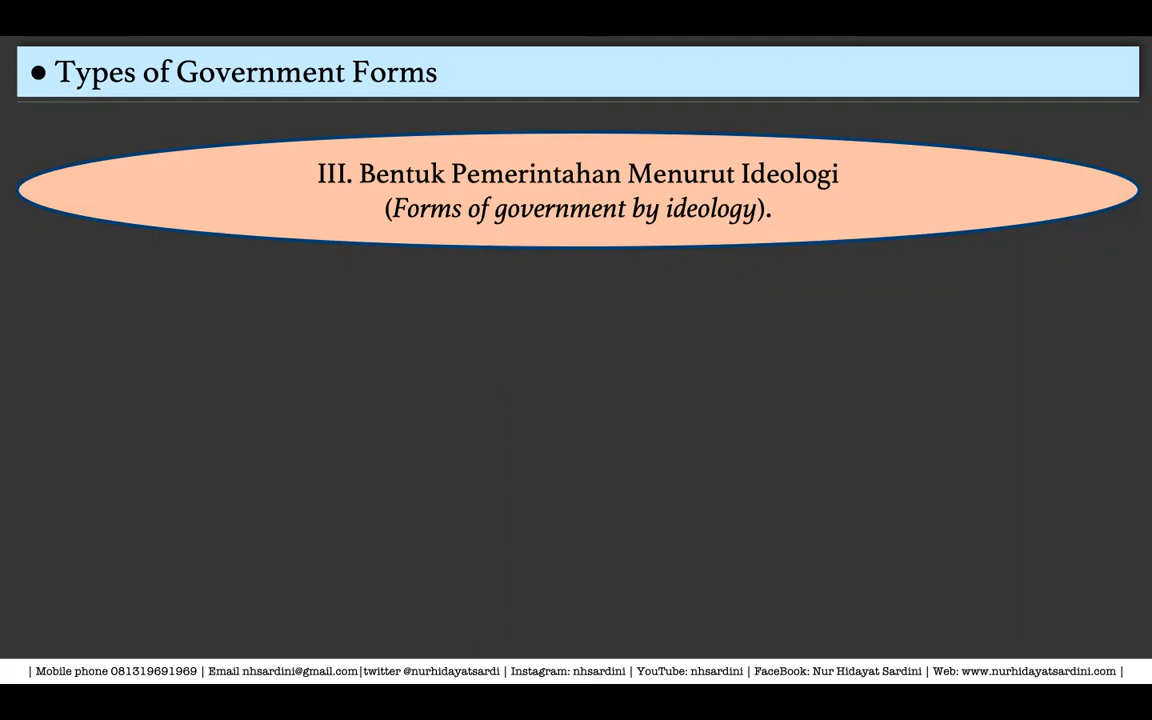 ● Types of Government Forms
III. Bentuk Pemerintahan Menurut Ideologi
(Forms of government by ideology).
| Mobile phone 081319691969 | Email nhsardini@gmail.com|twitter @nurhidayatsardi | Instagram: nhsardini | YouTube: nhsardini | FaceBook: Nur Hidayat Sardini | Web: www.nurhidayatsardini.com |